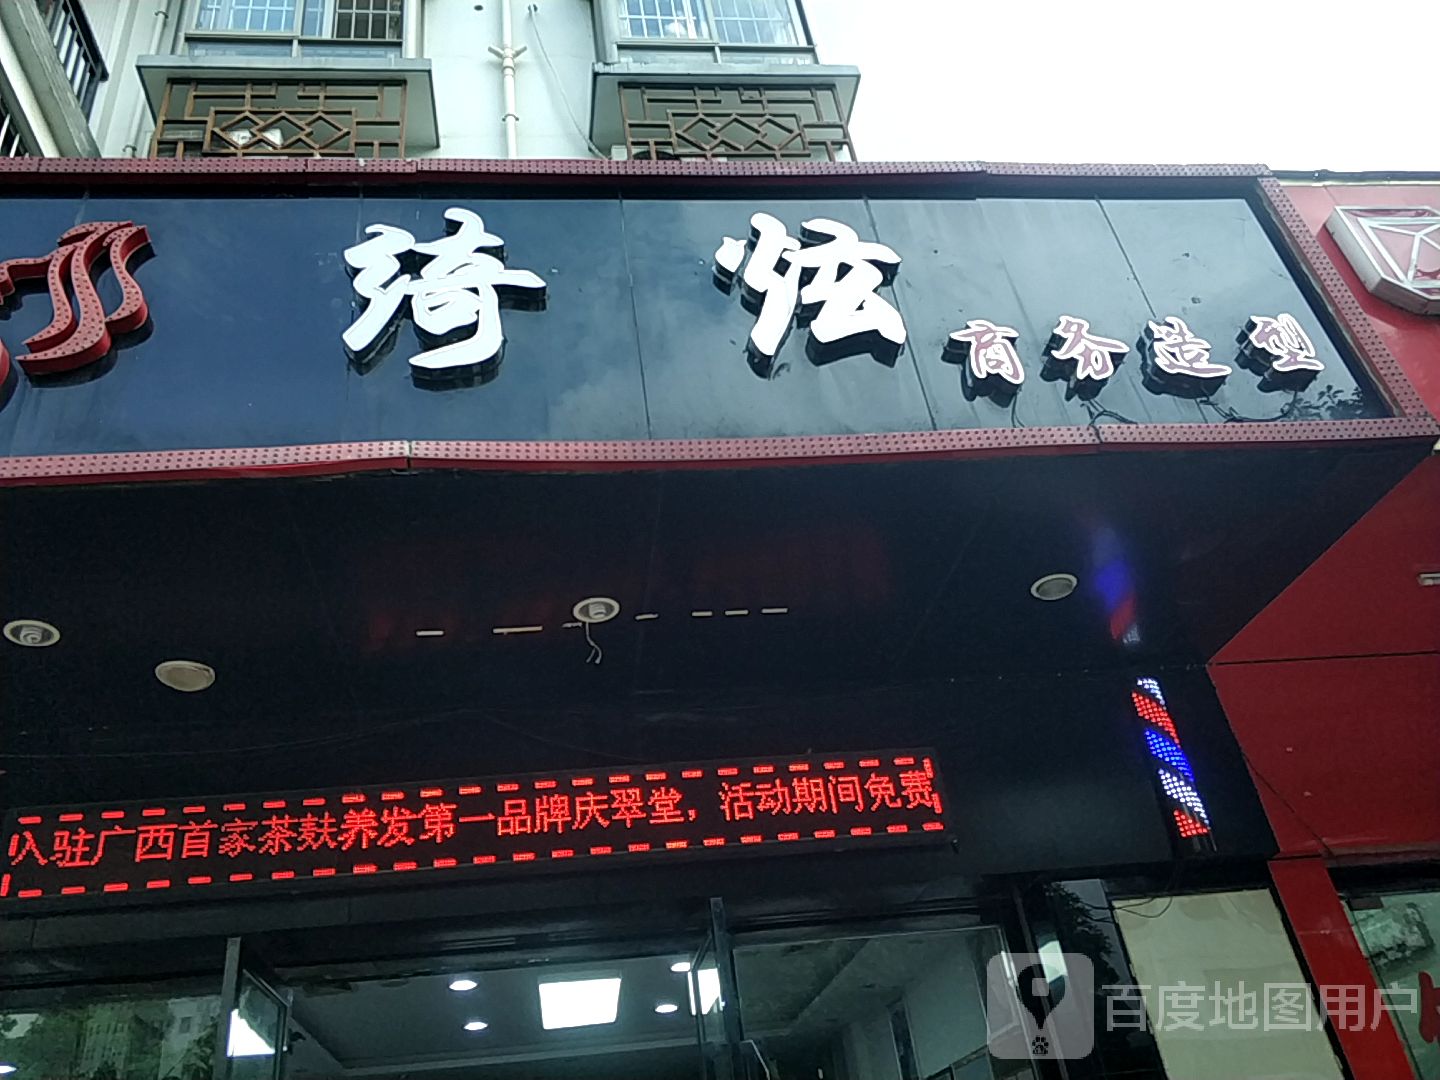 绮炫
商务造型
入驻广西首家茶麸养发第一品牌庆翠堂，活动期间免费
百度地图用户